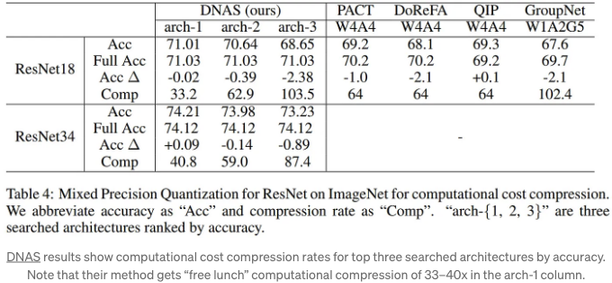 DNAS (ours) PACT DoReFA QIP GroupNet
arch-1 arch-2 arch-3 W4A4 W4A4 W4A4 W1A2G5
ResNet18 Acc 71.01 70.64 68.65 69.2 68.1 69.3 67.6
Full Acc 71.03 71.03 71.03 70.2 70.2 69.2 69.7
Acc Δ -0.02 -0.39 -2.38 -1.0 -2.1 +0.1 -2.1
Comp 33.2 62.9 103.5 64 64 64 102.4
ResNet34 Acc 74.21 73.98 73.23 -
Full Acc 74.12 74.12 74.12
Acc Δ +0.09 -0.14 -0.89
Comp 40.8 59.0 87.4
Table 4: Mixed Precision Quantization for ResNet on ImageNet for computational cost compression.
We abbreviate accuracy as “Acc” and compression rate as “Comp”. “arch-{1, 2, 3}” are three
searched architectures ranked by accuracy.
DNAS results show computational cost compression rates for top three searched architectures by accuracy.
Note that their method gets “free lunch” computational compression of 33–40x in the arch-1 column.